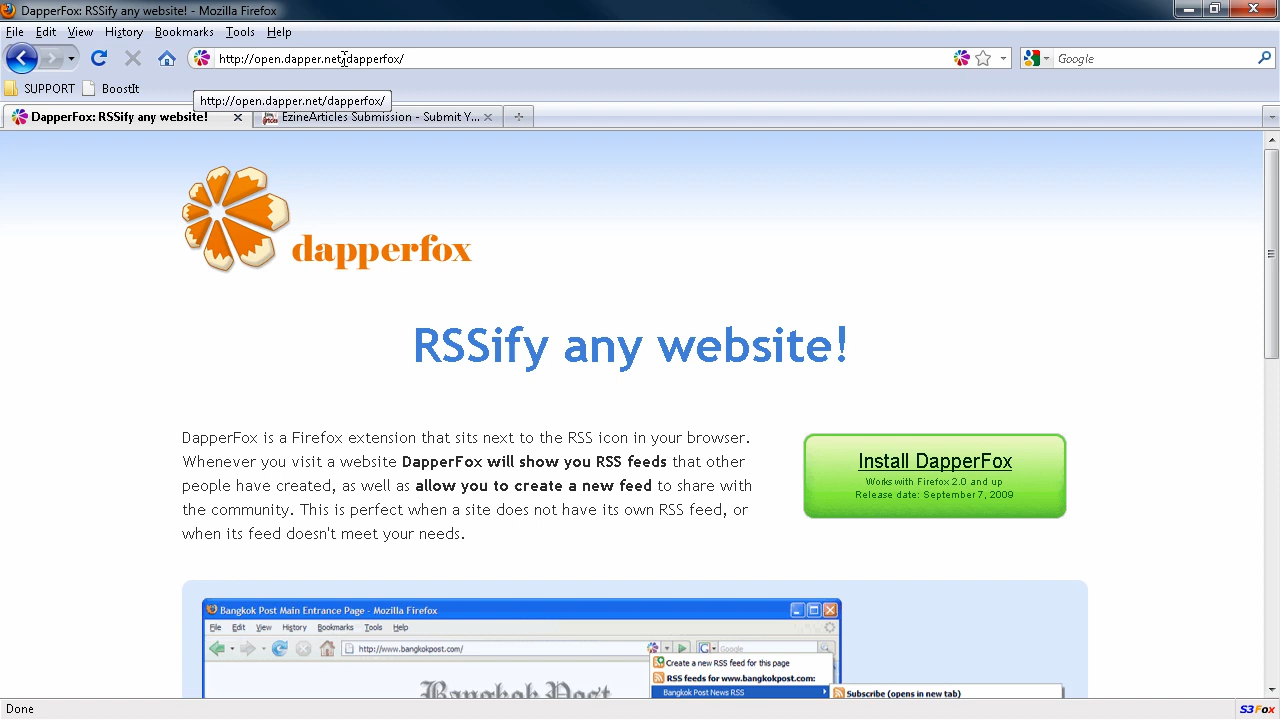 DapperFox: RSSify any website! - Mozilla Firefox
File Edit View History Bookmarks Tools Help
http://open.dapper.net/dapperfox/
Google
SUPPORT BoostIt
http://open.dapper.net/dapperfox/
DapperFox: RSSify any website!
EzineArticles Submission - Submit Y...
dapperfox
RSSify any website!
DapperFox is a Firefox extension that sits next to the RSS icon in your browser.
Whenever you visit a website DapperFox will show you RSS feeds that other
people have created, as well as allow you to create a new feed to share with
the community. This is perfect when a site does not have its own RSS feed, or
when its feed doesn't meet your needs.
Install DapperFox
Works with Firefox 2.0 and up
Release date: September 7, 2009
Bangkok Post Main Entrance Page - Mozilla Firefox
File Edit View History Bookmarks Tools Help
http://www.bangkokpost.com/
Google
Create a new RSS feed for this page
RSS feeds for www.bangkokpost.com:
Bangkok Post News RSS
Subscribe (opens in new tab)
Bangkok Post
Done
S3Fox